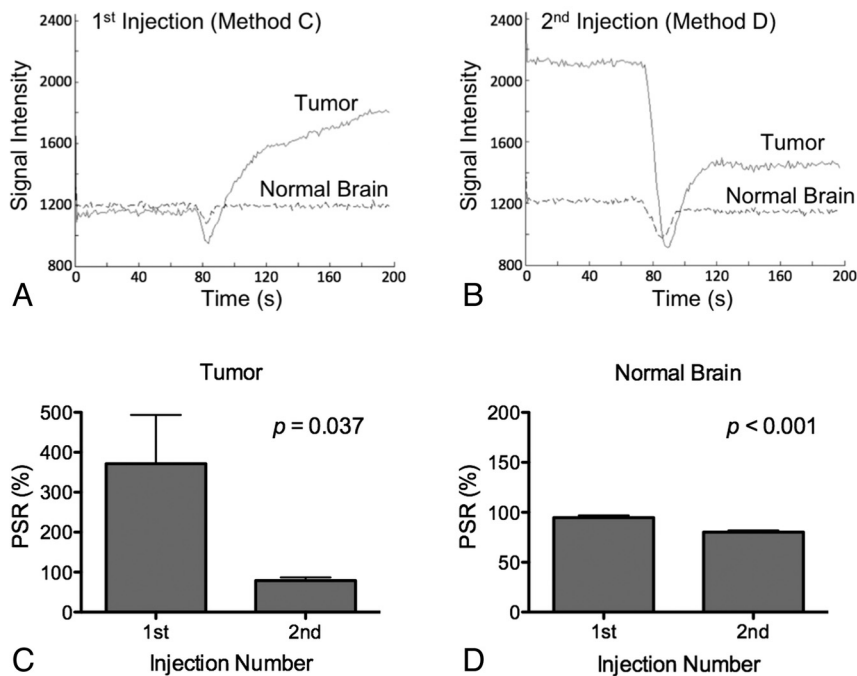 1st Injection (Method C)
Signal Intensity
2400
2000
1600
1200
800
Tumor
Normal Brain
0 40 80 120 160 200
Time (s)
A
2nd Injection (Method D)
Signal Intensity
2400
2000
1600
1200
800
Tumor
Normal Brain
0 40 80 120 160 200
Time (s)
B
Tumor
PSR (%)
500
400
300
200
100
0
p = 0.037
1st 2nd
Injection Number
C
Normal Brain
PSR (%)
200
150
100
50
0
p < 0.001
1st 2nd
Injection Number
D